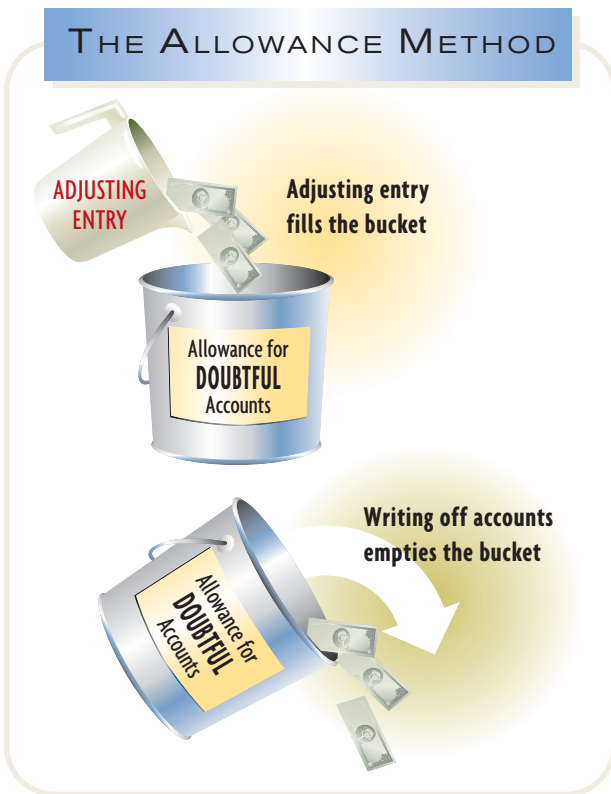 THE ALLOWANCE METHOD
ADJUSTING
ENTRY
Adjusting entry
fills the bucket
Allowance for
DOUBTFUL
Accounts
Writing off accounts
empties the bucket
Allowance for
DOUBTFUL
Accounts